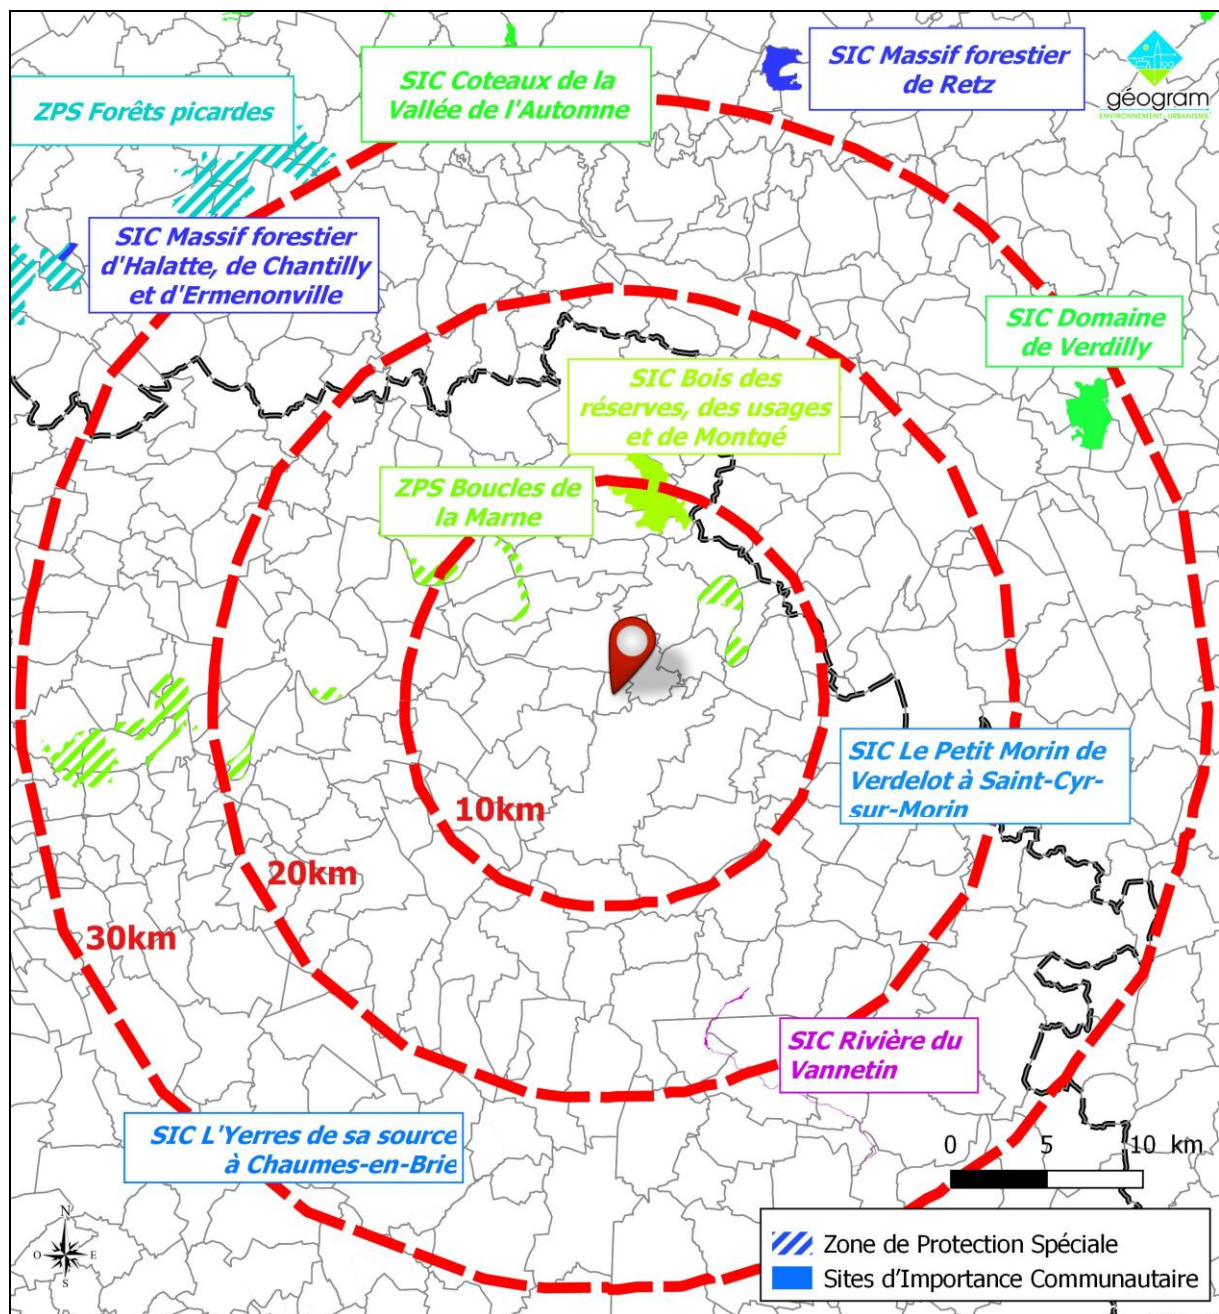 SIC Massif forestier
de Retz
géogram
ENVIRONNEMENT - URBANISME
SIC Coteaux de la
Vallée de l'Automne
ZPS Forêts picardes
SIC Massif forestier
d'Halatte, de Chantilly
et d'Ermenonville
SIC Domaine
de Verdilly
SIC Bois des
réserves, des usages
et de Montgé
ZPS Boucles de
la Marne
SIC Le Petit Morin de
Verdelot à Saint-Cyr-
sur-Morin
10km
20km
30km
SIC Rivière du
Vannetin
SIC L'Yerres de sa source
à Chaumes-en-Brie
0 5 10 km
N
O E
S
Zone de Protection Spéciale
Sites d'Importance Communautaire